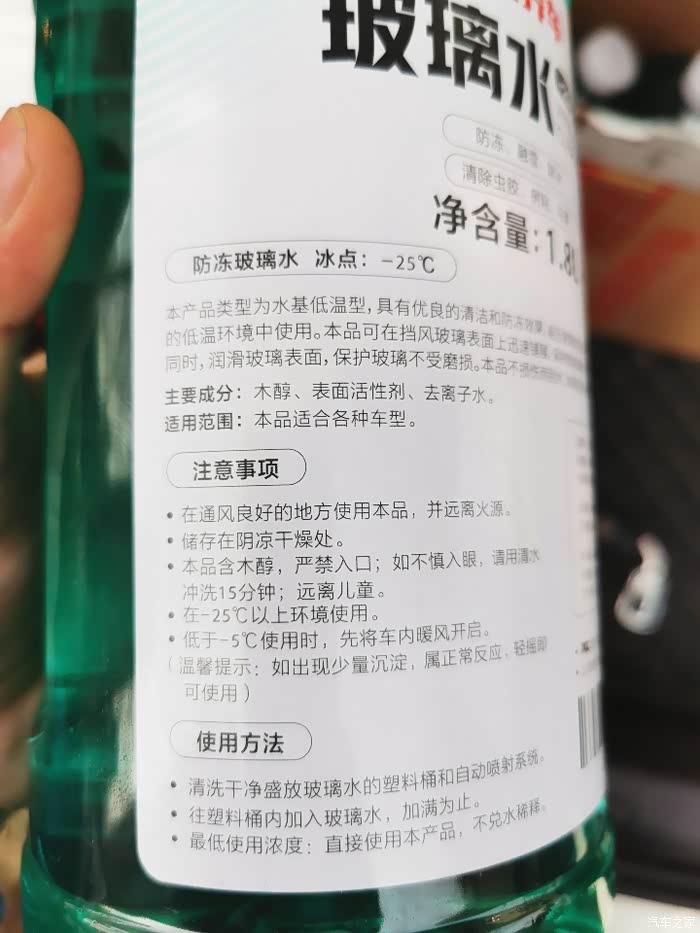 玻璃水
防冻、融雪
清除虫胶、树
净含量：1.8L
防冻玻璃水 冰点：-25℃
本产品类型为水基低温型，具有优良的清洁和防冻效果
的低温环境中使用。本品可在挡风玻璃表面上迅速
同时，润滑玻璃表面，保护玻璃不受磨损。本品不损
主要成分：木醇、表面活性剂、去离子水。
适用范围：本品适合各种车型。
注意事项
• 在通风良好的地方使用本品，并远离火源。
• 储存在阴凉干燥处。
• 本品含木醇，严禁入口；如不慎入眼，请用清水
冲洗15分钟；远离儿童。
• 在-25℃以上环境使用。
• 低于-5℃使用时，先将车内暖风开启。
（温馨提示：如出现少量沉淀，属正常反应，轻摇即
可使用）
使用方法
• 清洗干净盛放玻璃水的塑料桶和自动喷射系统。
• 往塑料桶内加入玻璃水，加满为止。
• 最低使用浓度：直接使用本产品，不兑水稀释。
汽车之家